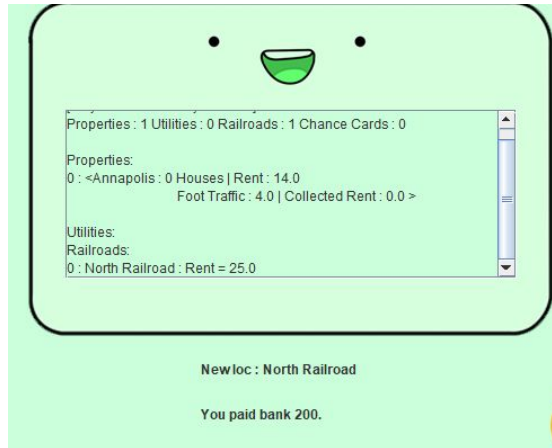 Properties : 1 Utilities : 0 Railroads : 1 Chance Cards : 0
Properties:
0 : <Annapolis : 0 Houses | Rent : 14.0
Foot Traffic : 4.0 | Collected Rent : 0.0 >
Utilities:
Railroads:
0 : North Railroad : Rent = 25.0
New loc : North Railroad
You paid bank 200.